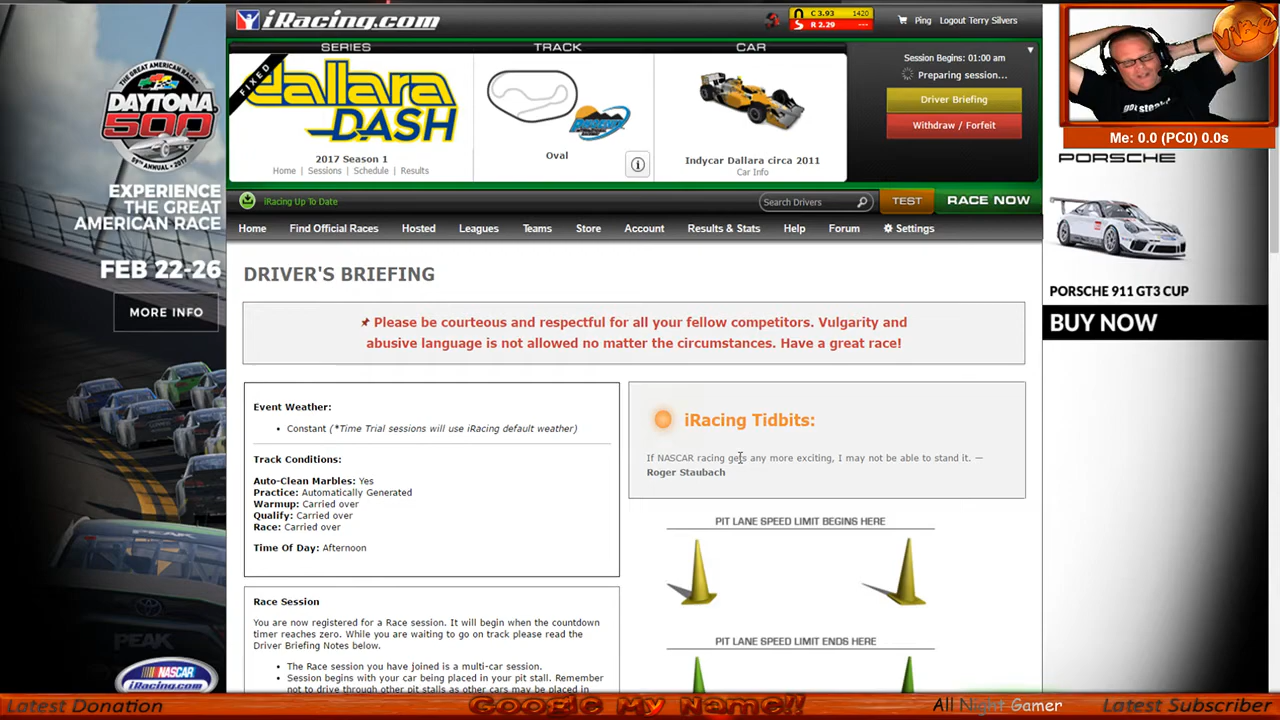 iRacing.com
C 3.93 1420
R 2.29
Ping Logout Terry Silvers
SERIES TRACK CAR
FIXED
dallara
DASH
2017 Season 1
Home | Sessions | Schedule | Results
Oval
Indycar Dallara circa 2011
Car Info
Session Begins: 01:00 am
Preparing session...
Driver Briefing
Withdraw / Forfeit
VIBE
got stealth
Me: 0.0 (PC0) 0.0s
iRacing Up To Date
Search Drivers
TEST
RACE NOW
Home Find Official Races Hosted Leagues Teams Store Account Results & Stats Help Forum Settings
THE GREAT AMERICAN RACE
DAYTONA
500
59TH ANNUAL • 2017
EXPERIENCE
THE GREAT
AMERICAN RACE
FEB 22-26
MORE INFO
PEAK
NASCAR
iRacing.com
PORSCHE
PORSCHE 911 GT3 CUP
BUY NOW
DRIVER'S BRIEFING
Please be courteous and respectful for all your fellow competitors. Vulgarity and
abusive language is not allowed no matter the circumstances. Have a great race!
Event Weather:
• Constant (*Time Trial sessions will use iRacing default weather)
Track Conditions:
Auto-Clean Marbles: Yes
Practice: Automatically Generated
Warmup: Carried over
Qualify: Carried over
Race: Carried over
Time Of Day: Afternoon
Race Session
You are now registered for a Race session. It will begin when the countdown
timer reaches zero. While you are waiting to go on track please read the
Driver Briefing Notes below.
• The Race session you have joined is a multi-car session.
• Session begins with your car being placed in your pit stall. Remember
not to drive through other pit stalls as other cars may be placed in
iRacing Tidbits:
If NASCAR racing gets any more exciting, I may not be able to stand it. —
Roger Staubach
PIT LANE SPEED LIMIT BEGINS HERE
PIT LANE SPEED LIMIT ENDS HERE
Latest Donation
Google My Name!!
All Night Gamer
Latest Subscriber